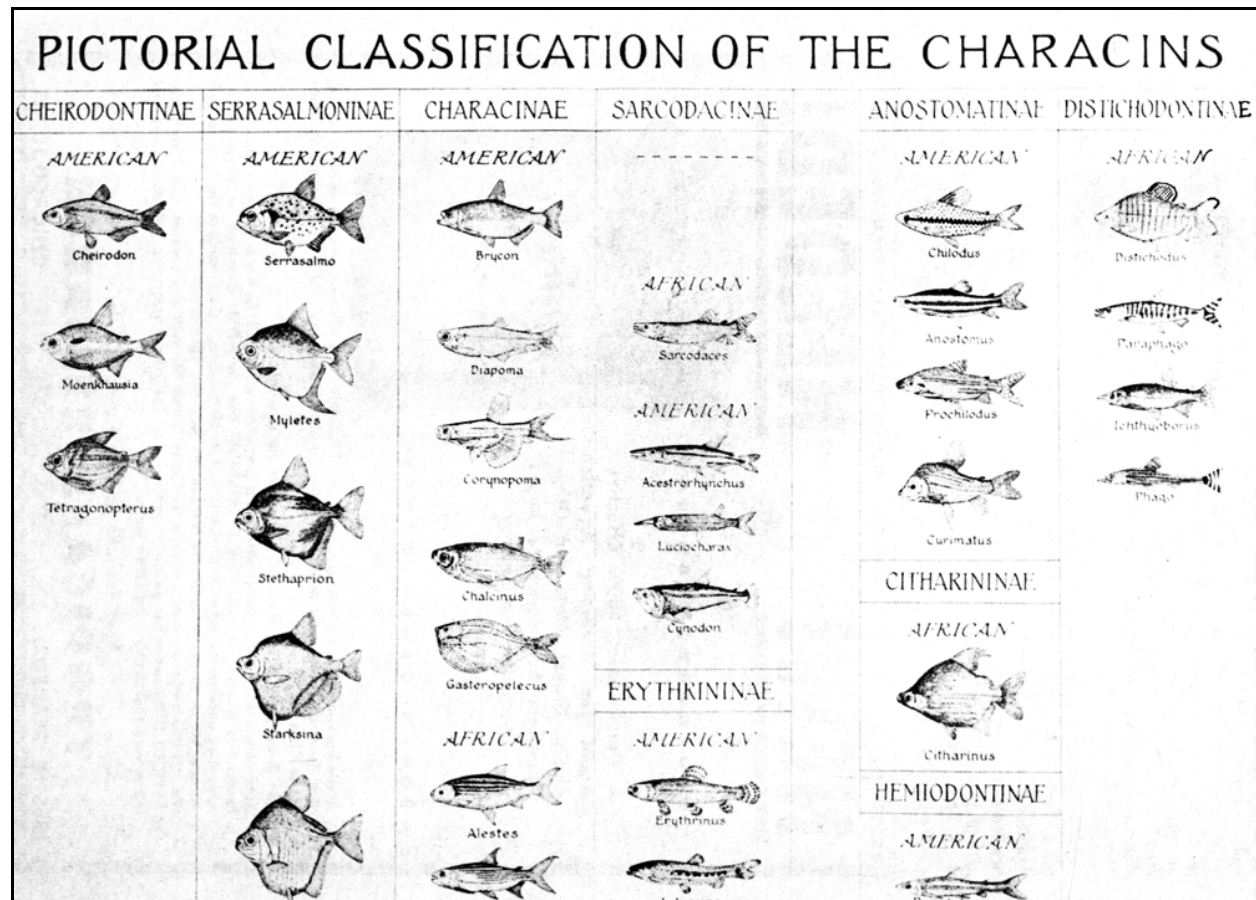 PICTORIAL CLASSIFICATION OF THE CHARACINS
CHEIRODONTINAE
AMERICAN
Cheirodon
Moenkhausia
Tetragonopterus
SERRASALMONINAE
AMERICAN
Serrasalmo
Myletes
Stethaprion
Starksina
CHARACINAE
AMERICAN
Brycon
Diapoma
Corynopoma
Chalcinus
Gasteropelecus
AFRICAN
Alestes
SARCODACINAE
AFRICAN
Sarcodaces
AMERICAN
Acestrorhynchus
Luciocharax
Cynodon
ERYTHRININAE
AMERICAN
Erythrinus
ANOSTOMATINAE
AMERICAN
Chilodus
Anostomus
Prochilodus
Curimatus
CITHARININAE
AFRICAN
Citharinus
HEMIODONTINAE
AMERICAN
DISTICHODONTINAE
AFRICAN
Distichodus
Paraphago
Ichthyoborus
Phago